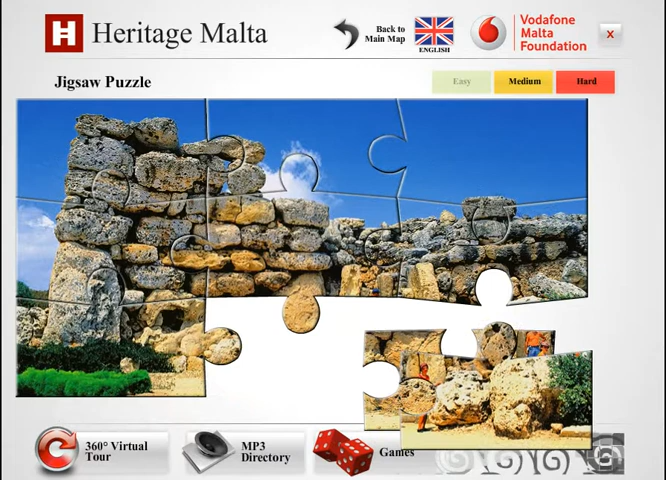 H Heritage Malta
Back to
Main Map
ENGLISH
Vodafone
Malta
Foundation
X
Jigsaw Puzzle
Easy
Medium
Hard
360° Virtual
Tour
MP3
Directory
Games